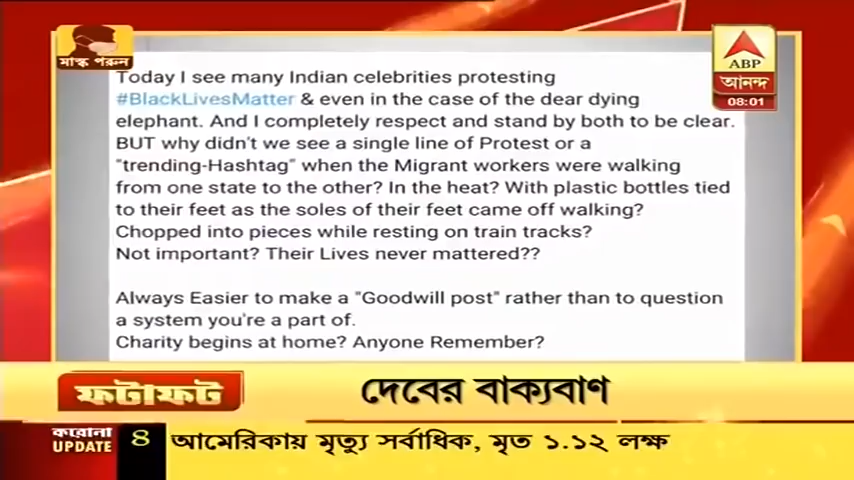 মাস্ক পরুন
ABP
আনন্দ
08:01
Today I see many Indian celebrities protesting
#BlackLivesMatter & even in the case of the dear dying
elephant. And I completely respect and stand by both to be clear.
BUT why didn't we see a single line of Protest or a
"trending-Hashtag" when the Migrant workers were walking
from one state to the other? In the heat? With plastic bottles tied
to their feet as the soles of their feet came off walking?
Chopped into pieces while resting on train tracks?
Not important? Their Lives never mattered??
Always Easier to make a "Goodwill post" rather than to question
a system you're a part of.
Charity begins at home? Anyone Remember?
ফটাফট
দেবের বাক্যবাণ
করোনা
UPDATE
4
আমেরিকায় মৃত্যু সর্বাধিক, মৃত ১.১২ লক্ষ